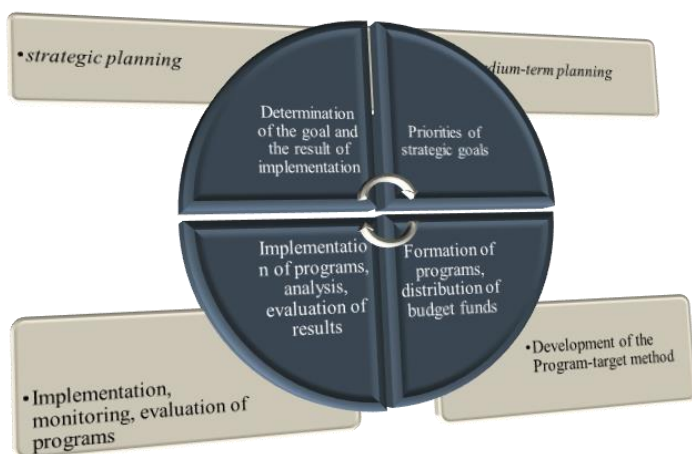 •strategic planning
dium-term planning
Determination
of the goal and
the result of
implementation
Priorities of
strategic goals
Implementatio
n of programs,
analysis,
evaluation of
results
Formation of
programs,
distribution of
budget funds
•Implementation,
monitoring, evaluation of
programs
•Development of the
Program-target method